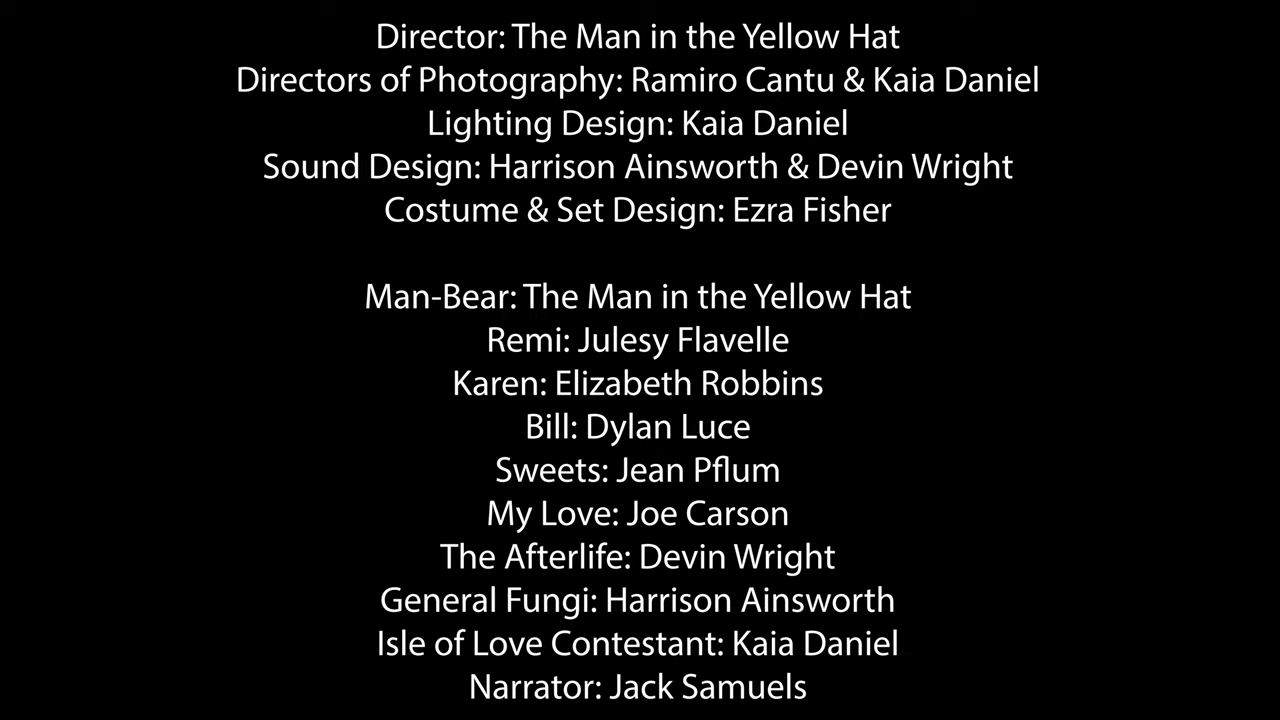 Director: The Man in the Yellow Hat
Directors of Photography: Ramiro Cantu & Kaia Daniel
Lighting Design: Kaia Daniel
Sound Design: Harrison Ainsworth & Devin Wright
Costume & Set Design: Ezra Fisher
Man-Bear: The Man in the Yellow Hat
Remi: Julesy Flavelle
Karen: Elizabeth Robbins
Bill: Dylan Luce
Sweets: Jean Pflum
My Love: Joe Carson
The Afterlife: Devin Wright
General Fungi: Harrison Ainsworth
Isle of Love Contestant: Kaia Daniel
Narrator: Jack Samuels